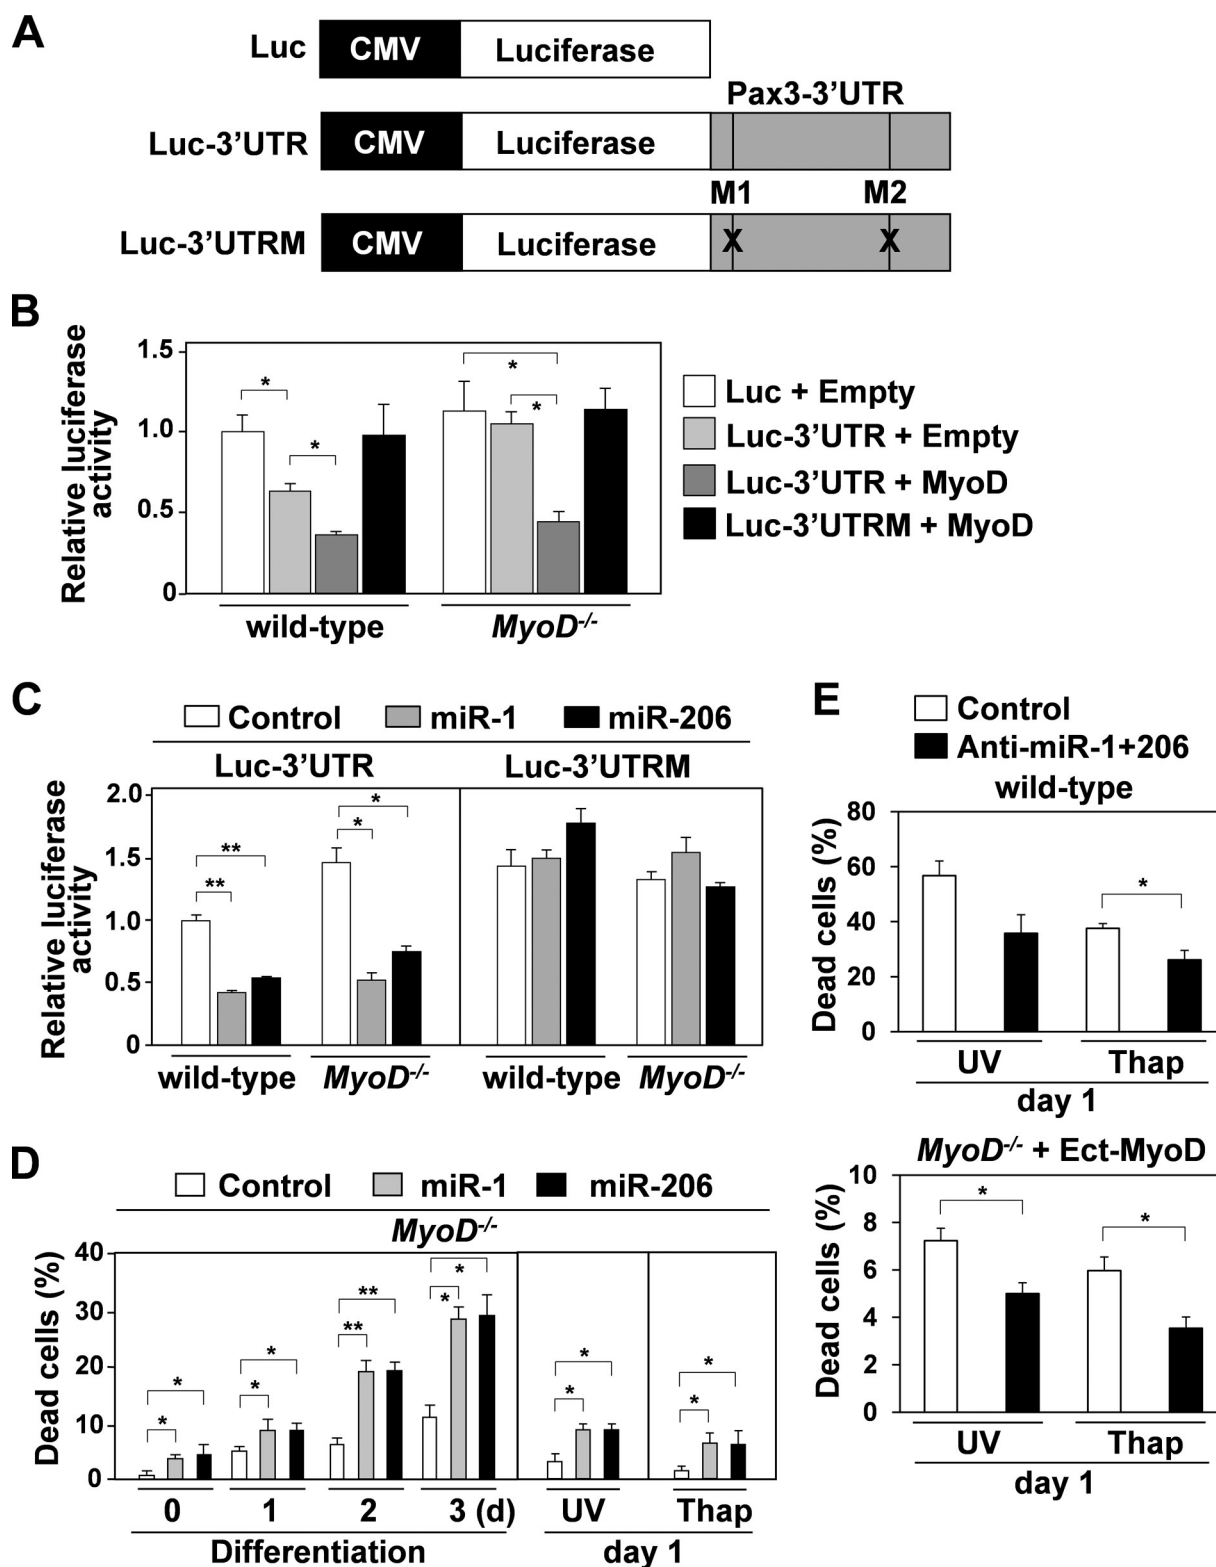 A
Luc CMV Luciferase
Pax3-3'UTR
Luc-3'UTR CMV Luciferase
M1 M2
Luc-3'UTRM CMV Luciferase X X
B
Relative luciferase
activity
1.5
1.0
0.5
0
* * * *
wild-type MyoD-/-
Luc + Empty
Luc-3'UTR + Empty
Luc-3'UTR + MyoD
Luc-3'UTRM + MyoD
C
Control miR-1 miR-206
Luc-3'UTR Luc-3'UTRM
Relative luciferase
activity
2.0
1.5
1.0
0.5
0
** ** * *
wild-type MyoD-/- wild-type MyoD-/-
D
Control miR-1 miR-206
MyoD-/-
Dead cells (%)
40
30
20
10
0
* * * * ** ** * * * * * *
0 1 2 3 (d) UV Thap
Differentiation day 1
E
Control
Anti-miR-1+206
wild-type
Dead cells (%)
80
60
40
20
0
*
UV Thap
day 1
MyoD-/- + Ect-MyoD
Dead cells (%)
10
8
6
4
2
0
* *
UV Thap
day 1